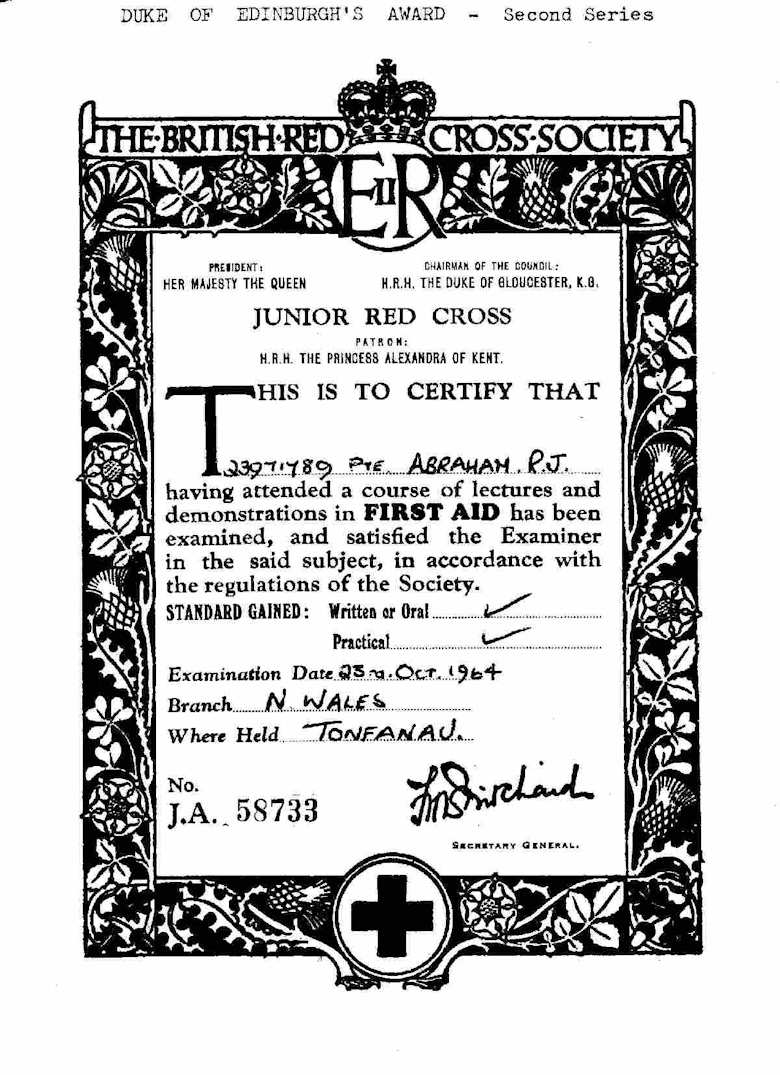 DUKE OF EDINBURGH'S AWARD - Second Series
THE·BRITISH·RED CROSS·SOCIETY
EIIR
PRESIDENT: CHAIRMAN OF THE COUNCIL:
HER MAJESTY THE QUEEN H.R.H. THE DUKE OF GLOUCESTER, K.G.
JUNIOR RED CROSS
PATRON:
H.R.H. THE PRINCESS ALEXANDRA OF KENT.
THIS IS TO CERTIFY THAT
23971789 PTE. ABRAHAM. P.J.
having attended a course of lectures and
demonstrations in FIRST AID has been
examined, and satisfied the Examiner
in the said subject, in accordance with
the regulations of the Society.
STANDARD GAINED: Written or Oral ✓
Practical ✓
Examination Date 23rd. Oct. 1964
Branch N. WALES
Where Held TONFANAU.
No.
J.A. 58733
SECRETARY GENERAL.